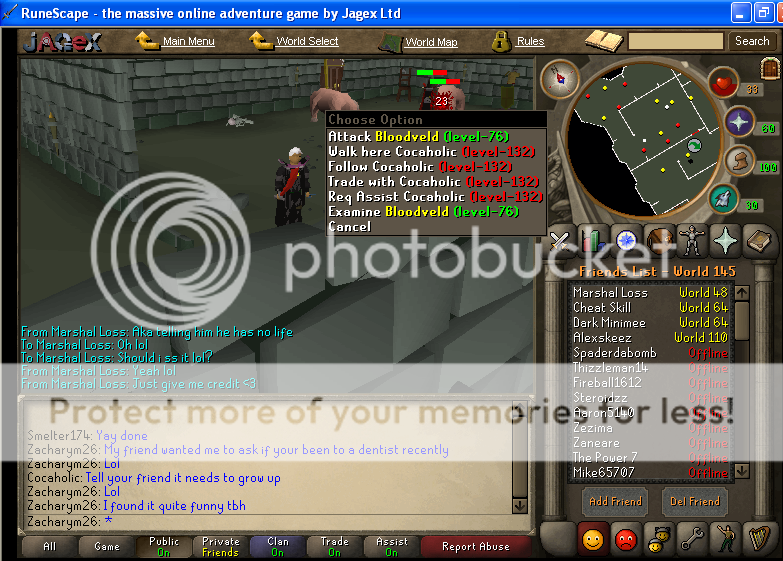 RuneScape - the massive online adventure game by Jagex Ltd
JAGEX Main Menu World Select World Map Rules Search
23
33
60
100
30
Choose Option
Attack Bloodveld (level-76)
Walk here Cocaholic (level-132)
Follow Cocaholic (level-132)
Trade with Cocaholic (level-132)
Req Assist Cocaholic (level-132)
Examine Bloodveld (level-76)
Cancel
photobucket
Friends List - World 145
Marshal Loss World 48
Cheat Skill World 64
Dark Minimee World 64
Alexskeez World 110
Spaderdabomb Offline
Thizzleman14 Offline
Fireball1612 Offline
Steroidzz Offline
Aaron5140 Offline
Zezima Offline
Zaneare Offline
The Power 7 Offline
Mike65707 Offline
Add Friend Del Friend
From Marshal Loss: Aka telling him he has no life
To Marshal Loss: Oh lol
To Marshal Loss: Should i ss it lol?
From Marshal Loss: Yeah lol
From Marshal Loss: Just give me credit <3
Protect more of your memories for less!
Smelter174: Yay done
Zacharym26: My friend wanted me to ask if your been to a dentist recently
Zacharym26: Lol
Cocaholic: Tell your friend it needs to grow up
Zacharym26: Lol
Zacharym26: I found it quite funny tbh
Zacharym26: *
All Game Public On Private Friends Clan On Trade On Assist On Report Abuse